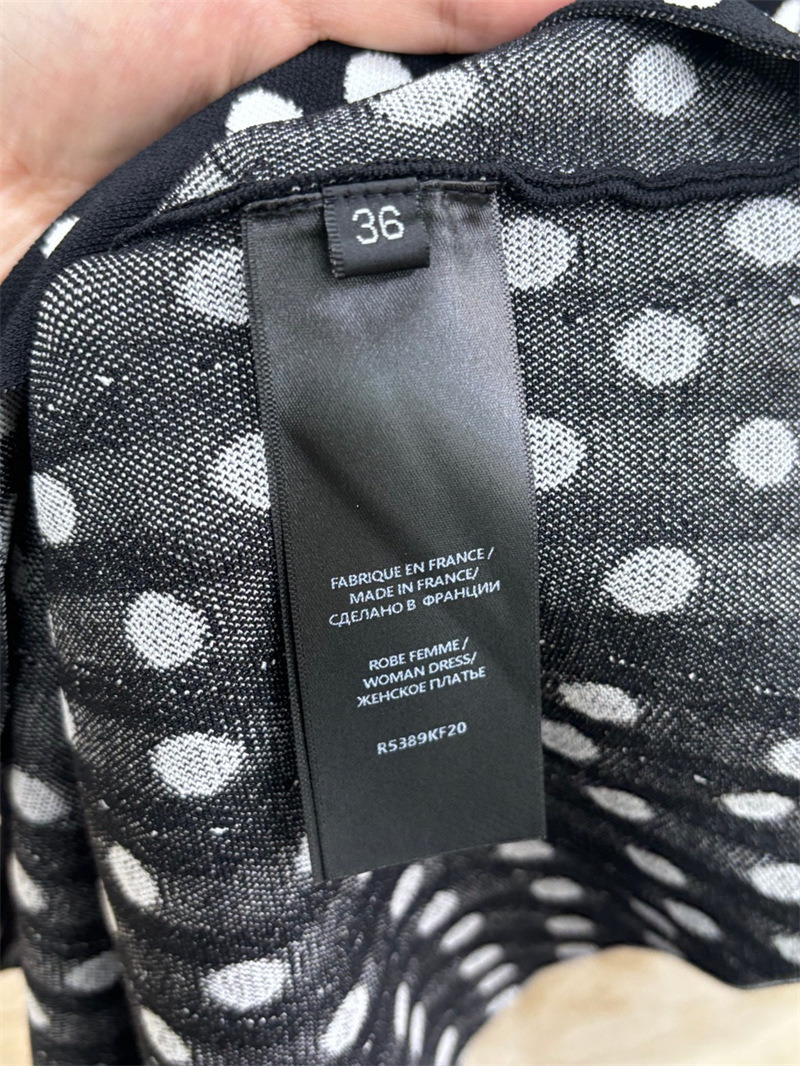 36
FABRIQUE EN FRANCE /
MADE IN FRANCE/
СДЕЛАНО В ФРАНЦИИ
ROBE FEMME/
WOMAN DRESS/
ЖЕНСКОЕ ПЛАТЬЕ
R5389KF20